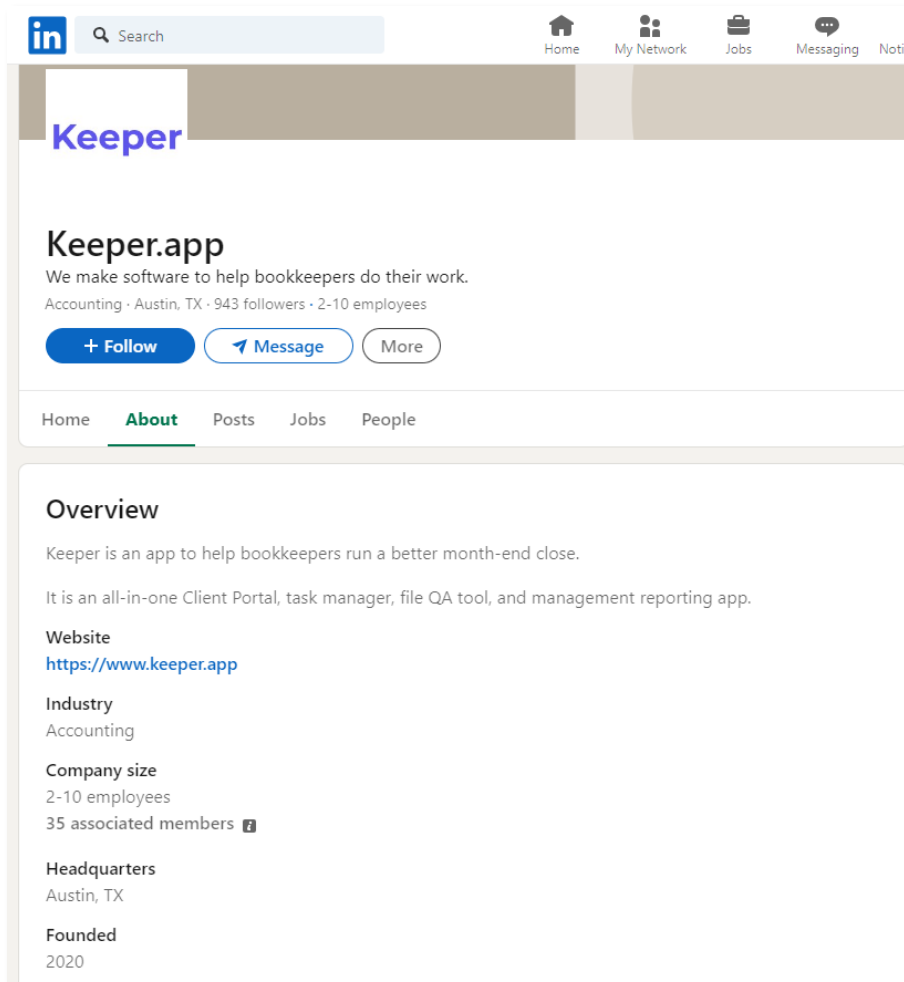 in
Search
Home
My Network
Jobs
Messaging
Noti
Keeper
Keeper.app
We make software to help bookkeepers do their work.
Accounting · Austin, TX · 943 followers · 2-10 employees
+ Follow
Message
More
Home
About
Posts
Jobs
People
Overview
Keeper is an app to help bookkeepers run a better month-end close.
It is an all-in-one Client Portal, task manager, file QA tool, and management reporting app.
Website
https://www.keeper.app
Industry
Accounting
Company size
2-10 employees
35 associated members
Headquarters
Austin, TX
Founded
2020